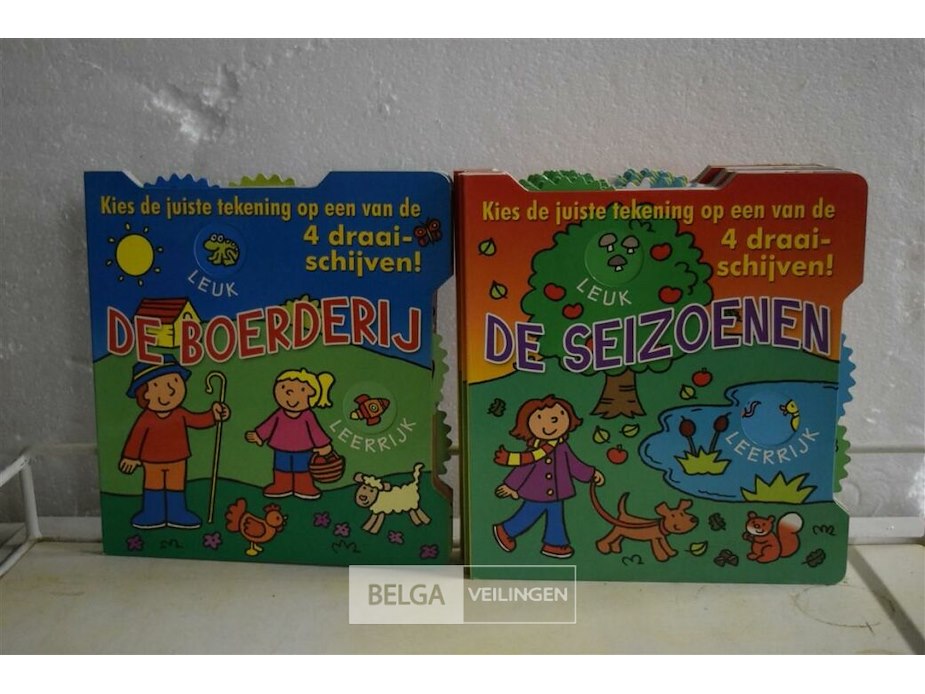 Kies de juiste tekening op een van de
4 draai-
schijven!
LEUK
DE BOERDERIJ
LEERRIJK
Kies de juiste tekening op een van de
4 draai-
schijven!
LEUK
DE SEIZOENEN
LEERRIJK
BELGA VEILINGEN